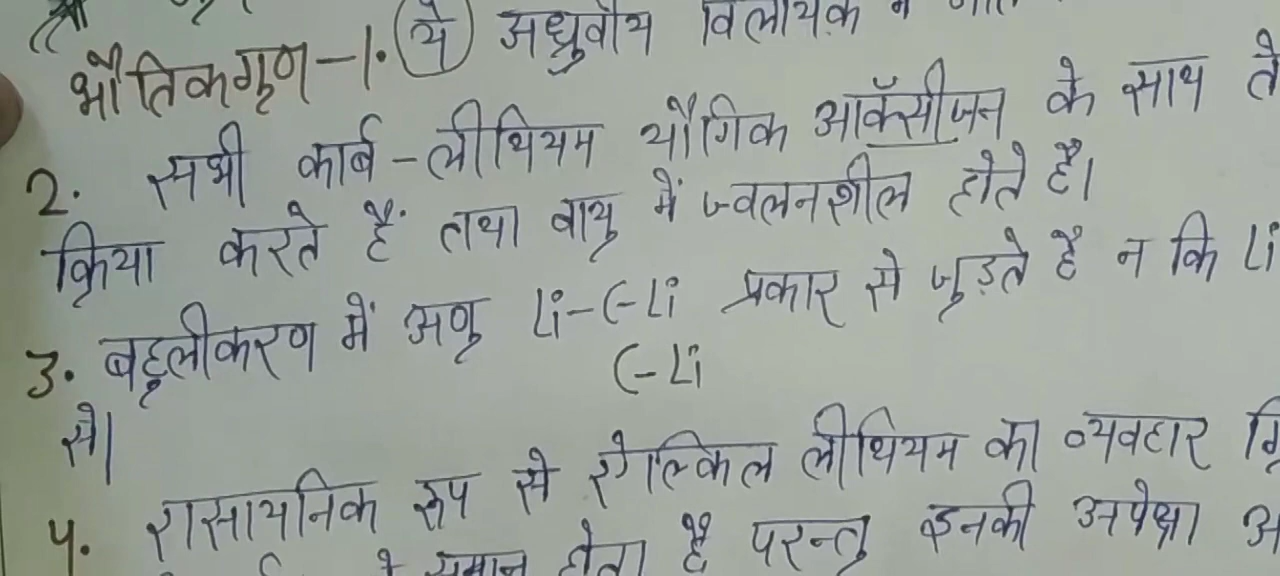 भौतिकगुण-1. ये अध्रुवीय विलायक
2. सभी कार्ब-लीथियम यौगिक ऑक्सीजन के साथ
क्रिया करते हैं तथा वायु में ज्वलनशील होते है।
3. बहुलीकरण में अणु Li-C-Li प्रकार से जुड़ते है न कि Li
C-Li
से।
4. रासायनिक रूप से ऐल्किल लीथियम का व्यवहार
समान होता है परन्तु इनकी अपेक्षा